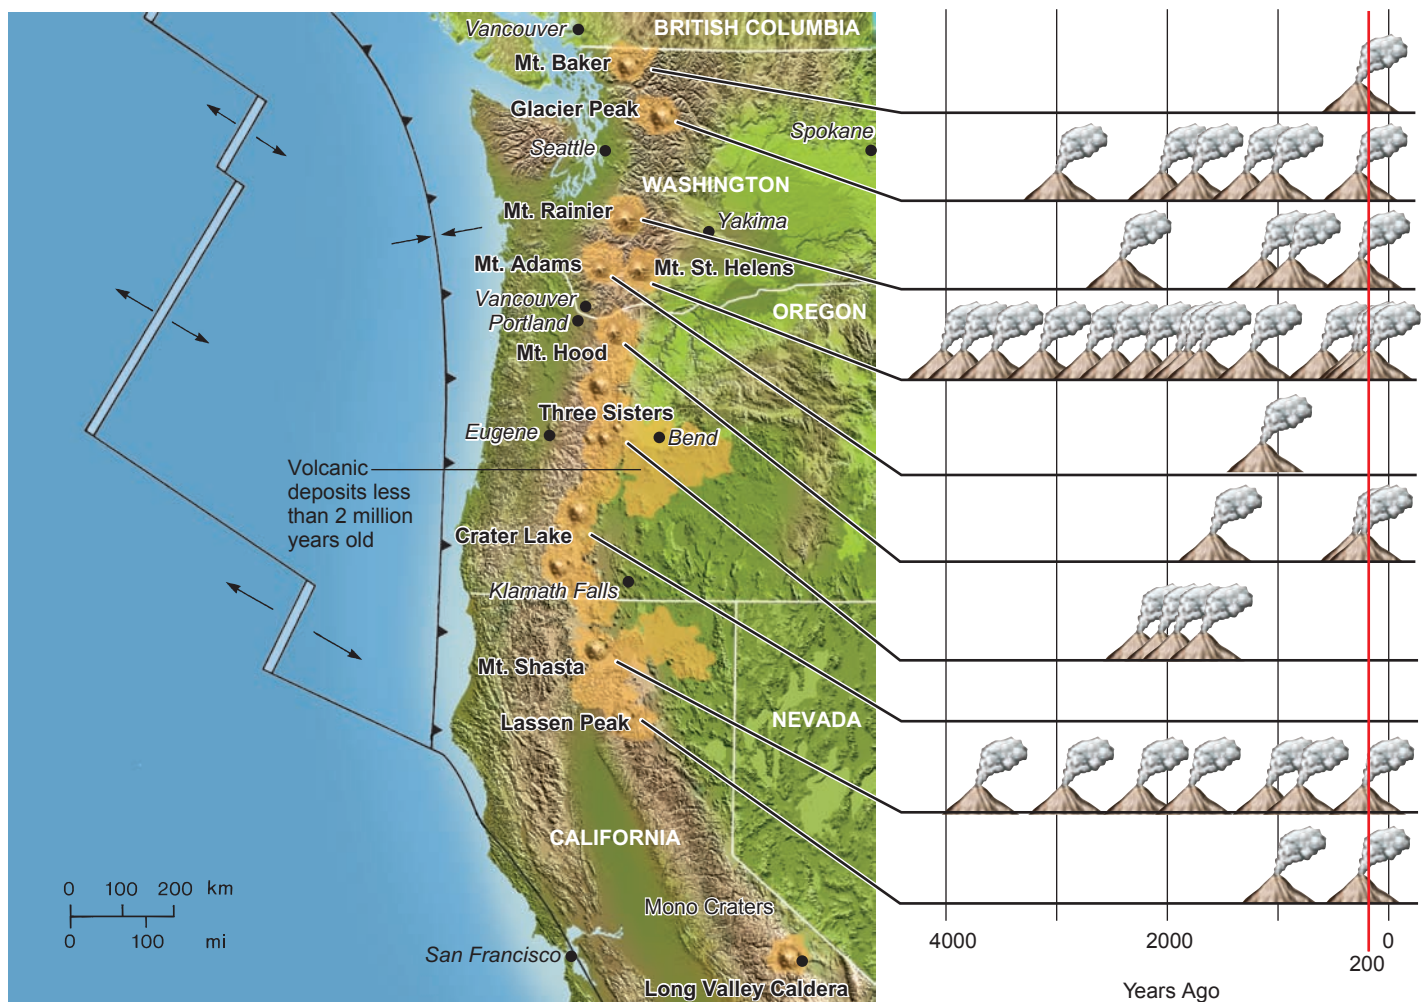 Vancouver
BRITISH COLUMBIA
Mt. Baker
Glacier Peak
Spokane
Seattle
WASHINGTON
Mt. Rainier
Yakima
Mt. Adams
Mt. St. Helens
Vancouver
OREGON
Portland
Mt. Hood
Three Sisters
Eugene
Bend
Volcanic
deposits less
than 2 million
years old
Crater Lake
Klamath Falls
Mt. Shasta
Lassen Peak
NEVADA
CALIFORNIA
0 100 200 km
0 100 mi
Mono Craters
San Francisco
Long Valley Caldera
4000 2000 0
200
Years Ago